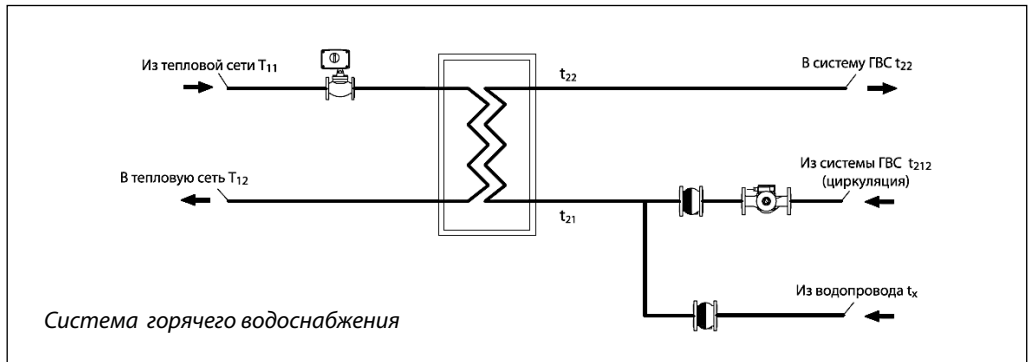 Из тепловой сети T11
t22
В систему ГВС t22
В тепловую сеть T12
t21
Из системы ГВС t212
(циркуляция)
Из водопровода tx
Система горячего водоснабжения